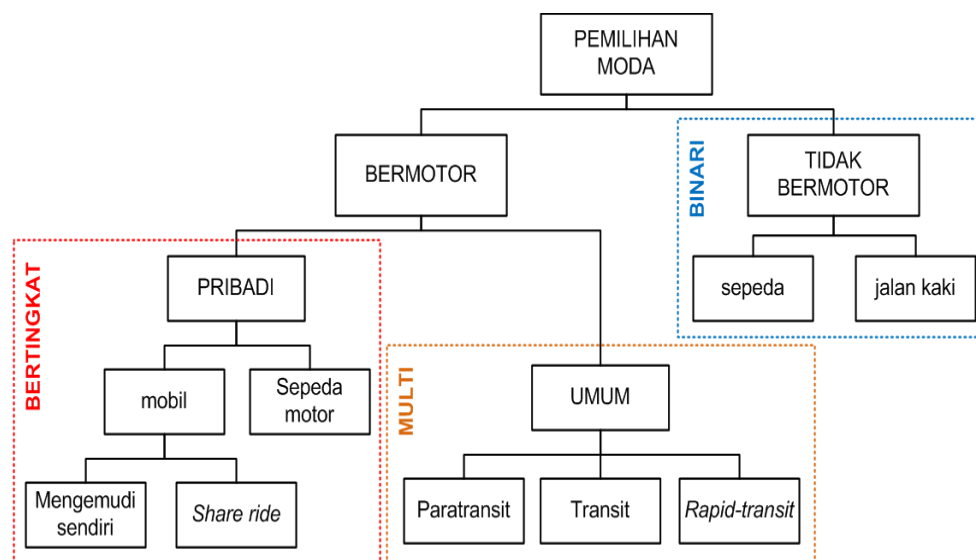 PEMILIHAN
MODA
BERMOTOR
TIDAK
BERMOTOR
BINARI
sepeda
jalan kaki
PRIBADI
BERTINGKAT
mobil
Sepeda
motor
Mengemudi
sendiri
Share ride
UMUM
MULTI
Paratransit
Transit
Rapid-transit